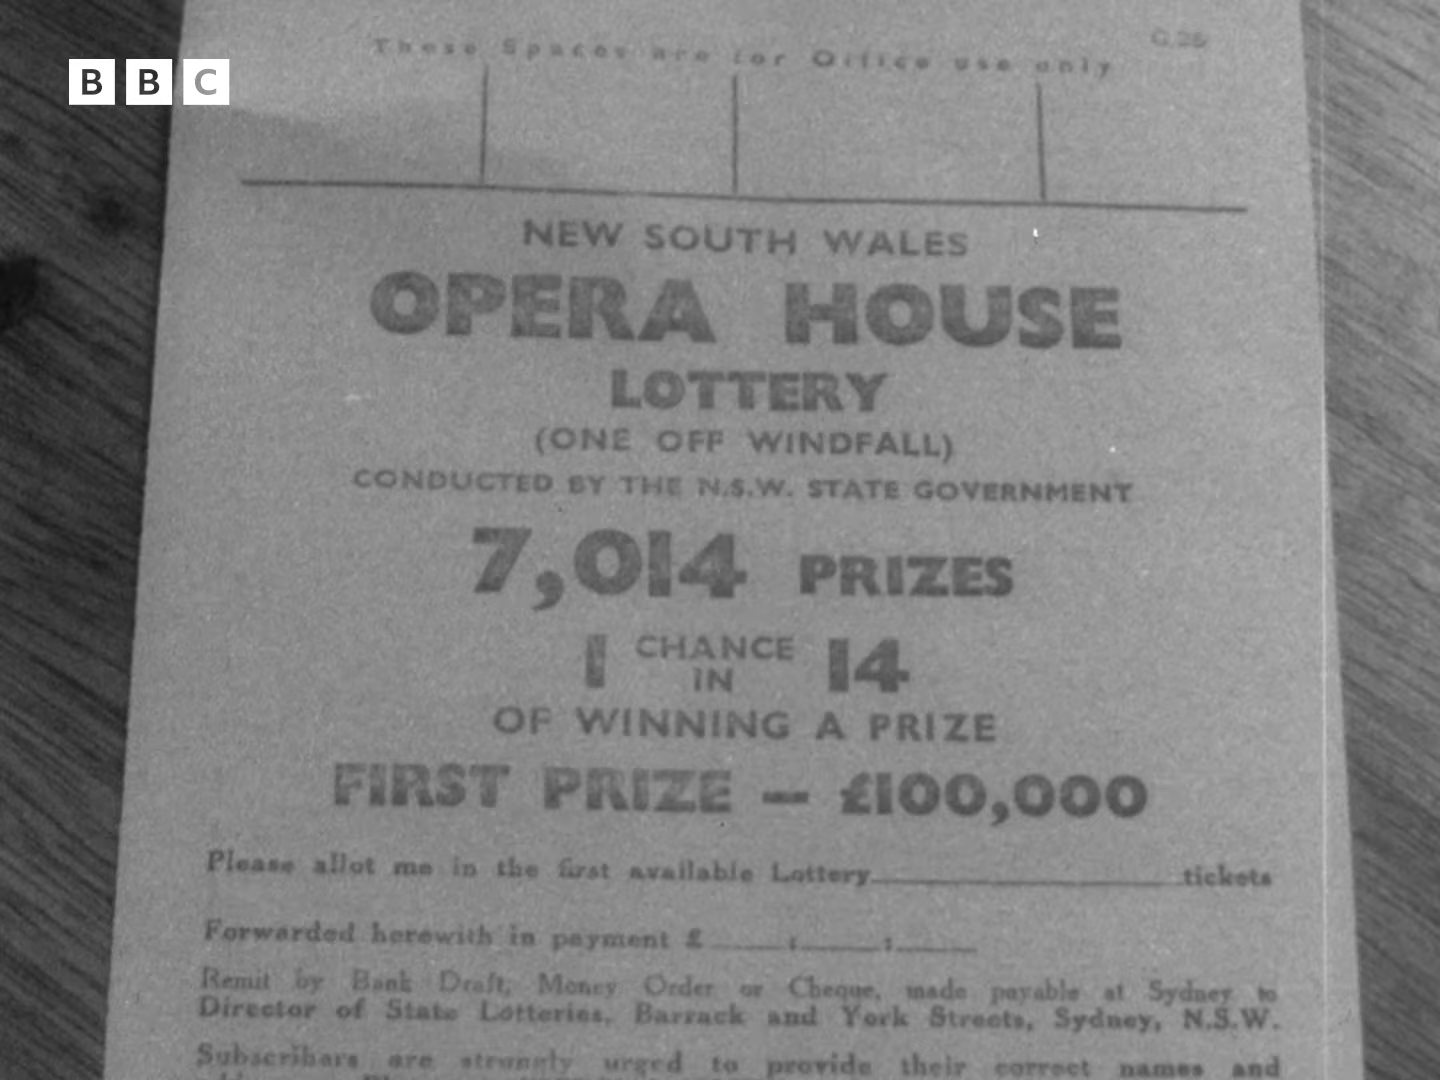 BBC
These Spaces are for Office use only
NEW SOUTH WALES
OPERA HOUSE
LOTTERY
(ONE OFF WINDFALL)
CONDUCTED BY THE N.S.W. STATE GOVERNMENT
7,014 PRIZES
1 CHANCE IN 14
OF WINNING A PRIZE
FIRST PRIZE — £100,000
Please allot me in the first available Lottery tickets
Forwarded herewith in payment £
Remit by Bank Draft, Money Order or Cheque, made payable at Sydney to
Director of State Lotteries, Barrack and York Streets, Sydney, N.S.W.
Subscribers are strongly urged to provide their correct names and